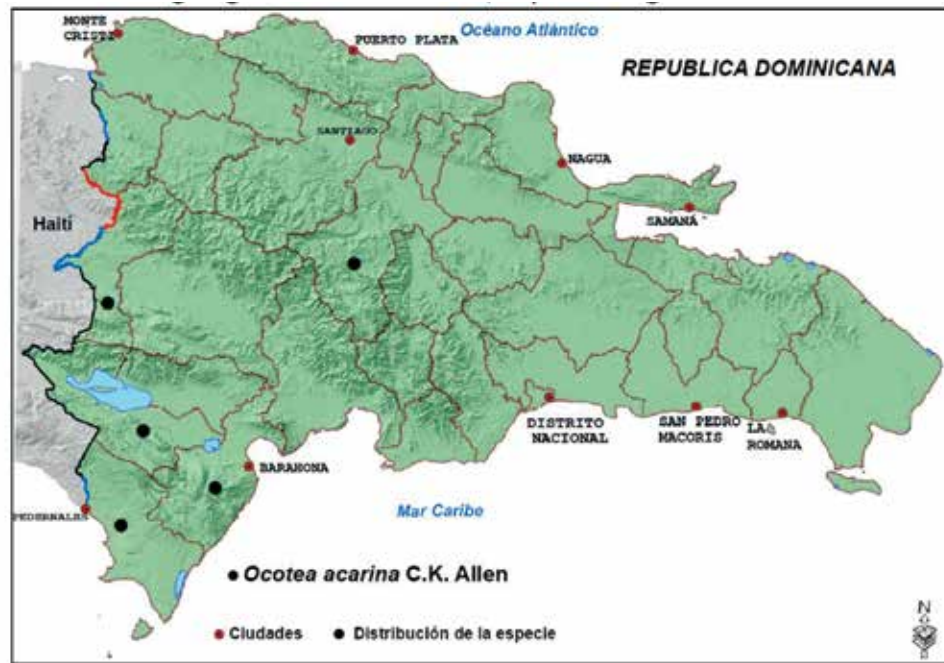 MONTE
CRISTI
PUERTO PLATA
Océano Atlántico
REPUBLICA DOMINICANA
SANTIAGO
NAGUA
SAMANÁ
Haití
DISTRITO
NACIONAL
SAN PEDRO
MACORIS
LA
ROMANA
BARAHONA
PEDERNALES
Mar Caribe
Ocotea acarina C.K. Allen
Ciudades
Distribución de la especie
N